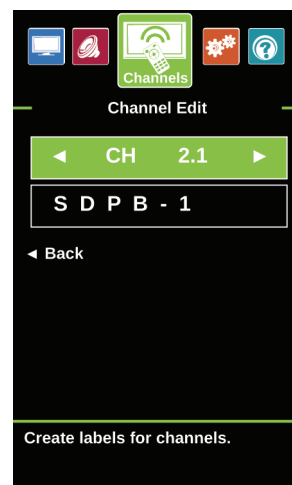 Channels
Channel Edit
◄ CH 2.1 ►
S D P B - 1
◄ Back
Create labels for channels.